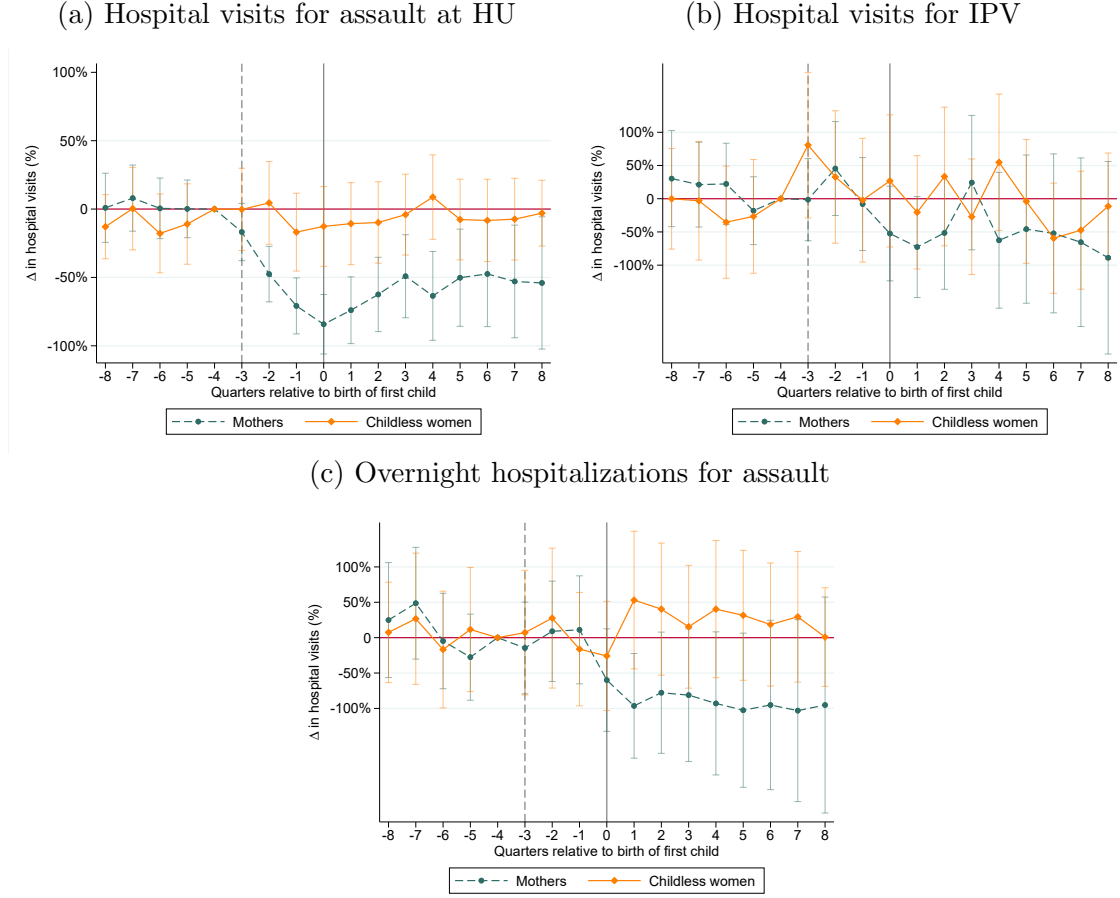 (a) Hospital visits for assault at HU
100%
50%
0
-50%
-100%
Δ in hospital visits (%)
-8 -7 -6 -5 -4 -3 -2 -1 0 1 2 3 4 5 6 7 8
Quarters relative to birth of first child
Mothers Childless women
(b) Hospital visits for IPV
100%
50%
0
-50%
-100%
Δ in hospital visits (%)
-8 -7 -6 -5 -4 -3 -2 -1 0 1 2 3 4 5 6 7 8
Quarters relative to birth of first child
Mothers Childless women
(c) Overnight hospitalizations for assault
100%
50%
0
-50%
-100%
Δ in hospital visits (%)
-8 -7 -6 -5 -4 -3 -2 -1 0 1 2 3 4 5 6 7 8
Quarters relative to birth of first child
Mothers Childless women